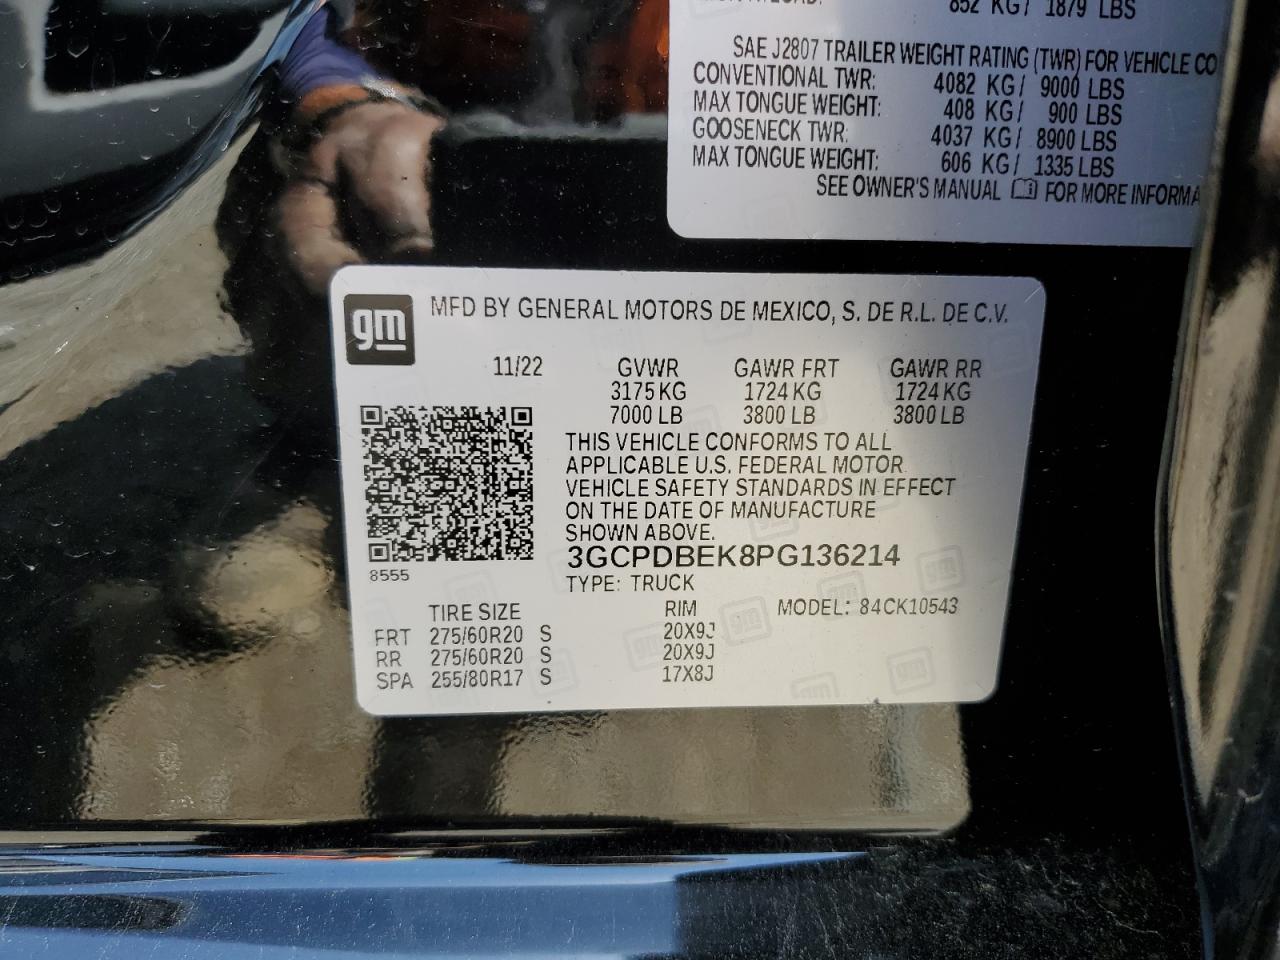 852 KG/ 1879 LBS
SAE J2807 TRAILER WEIGHT RATING (TWR) FOR VEHICLE CO
CONVENTIONAL TWR: 4082 KG/ 9000 LBS
MAX TONGUE WEIGHT: 408 KG/ 900 LBS
GOOSENECK TWR: 4037 KG/ 8900 LBS
MAX TONGUE WEIGHT: 606 KG/ 1335 LBS
SEE OWNER'S MANUAL FOR MORE INFORMA
gm MFD BY GENERAL MOTORS DE MEXICO, S. DE R.L. DE C.V.
11/22 GVWR GAWR FRT GAWR RR
3175 KG 1724 KG 1724 KG
7000 LB 3800 LB 3800 LB
THIS VEHICLE CONFORMS TO ALL
APPLICABLE U.S. FEDERAL MOTOR
VEHICLE SAFETY STANDARDS IN EFFECT
ON THE DATE OF MANUFACTURE
SHOWN ABOVE.
3GCPDBEK8PG136214
8555
TYPE: TRUCK
TIRE SIZE RIM MODEL: 84CK10543
FRT 275/60R20 S 20X9J
RR 275/60R20 S 20X9J
SPA 255/80R17 S 17X8J